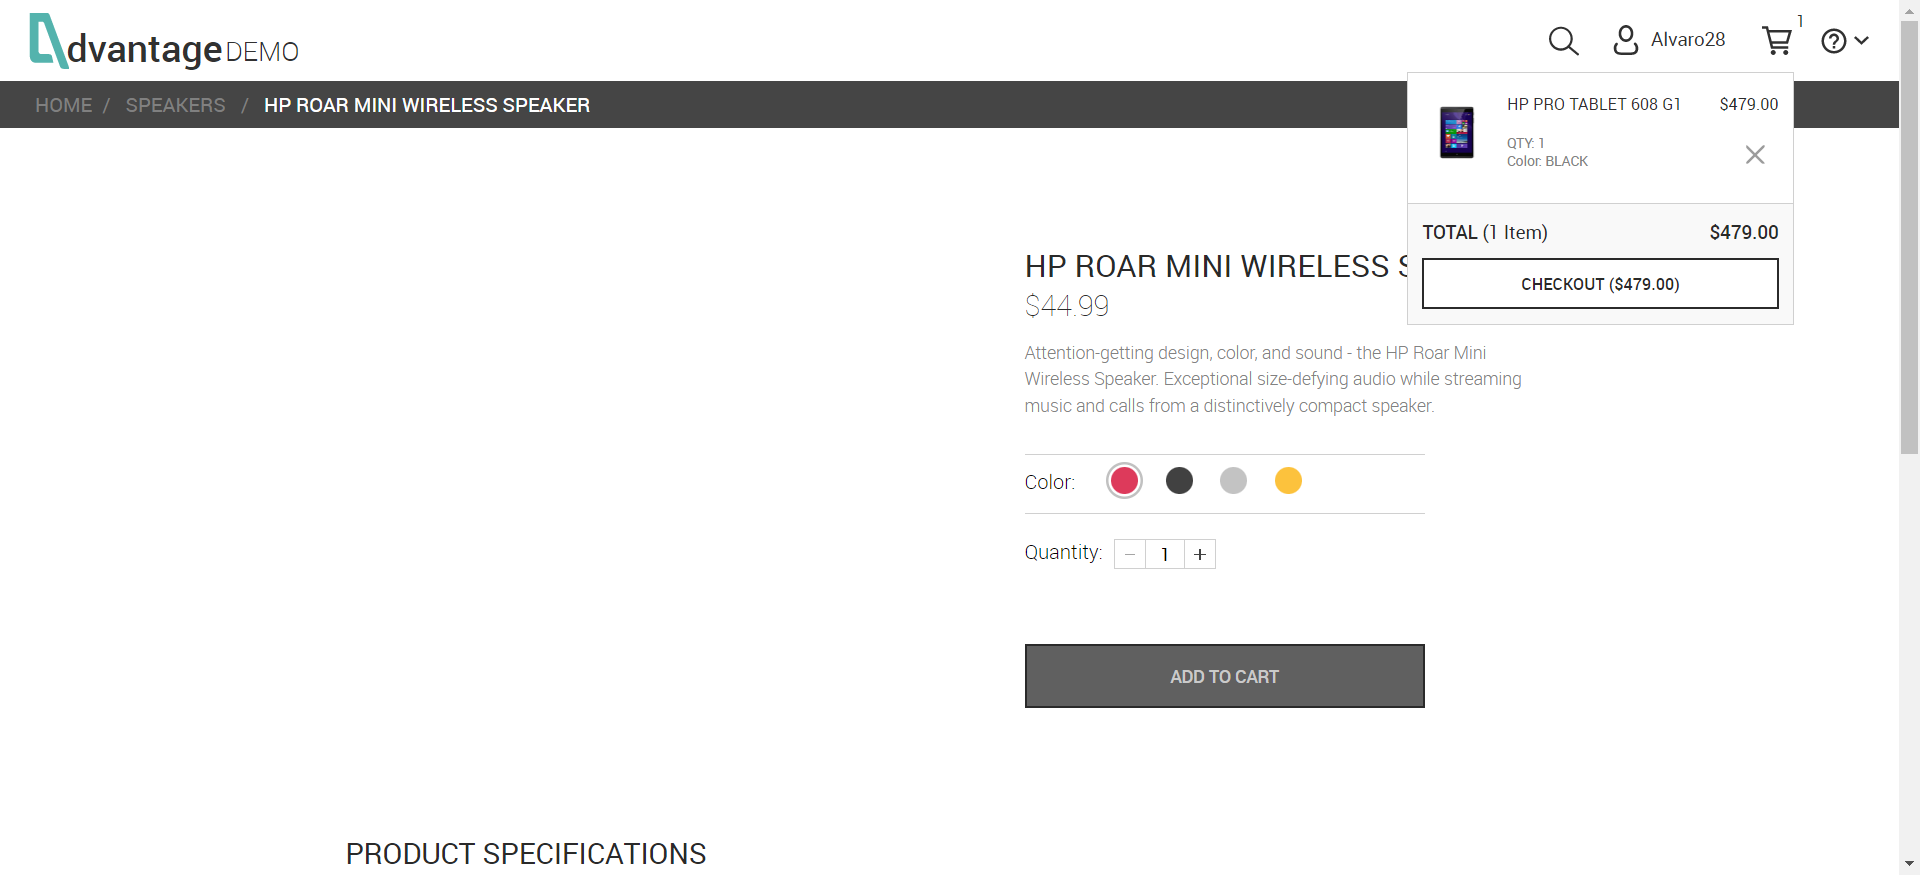 dvantage DEMO
Alvaro28
1
HOME / SPEAKERS / HP ROAR MINI WIRELESS SPEAKER
HP PRO TABLET 608 G1 $479.00
QTY: 1
Color: BLACK
TOTAL (1 Item) $479.00
CHECKOUT ($479.00)
HP ROAR MINI WIRELESS S
$44.99
Attention-getting design, color, and sound - the HP Roar Mini
Wireless Speaker. Exceptional size-defying audio while streaming
music and calls from a distinctively compact speaker.
Color:
Quantity: − 1 +
ADD TO CART
PRODUCT SPECIFICATIONS